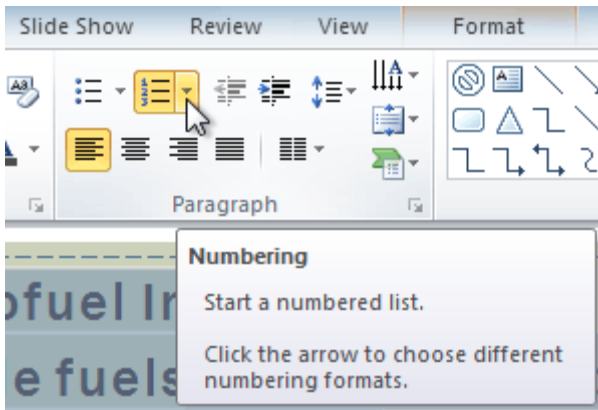 Slide Show Review View Format
Paragraph
Numbering
Start a numbered list.
Click the arrow to choose different
numbering formats.
ofuel In
e fuels